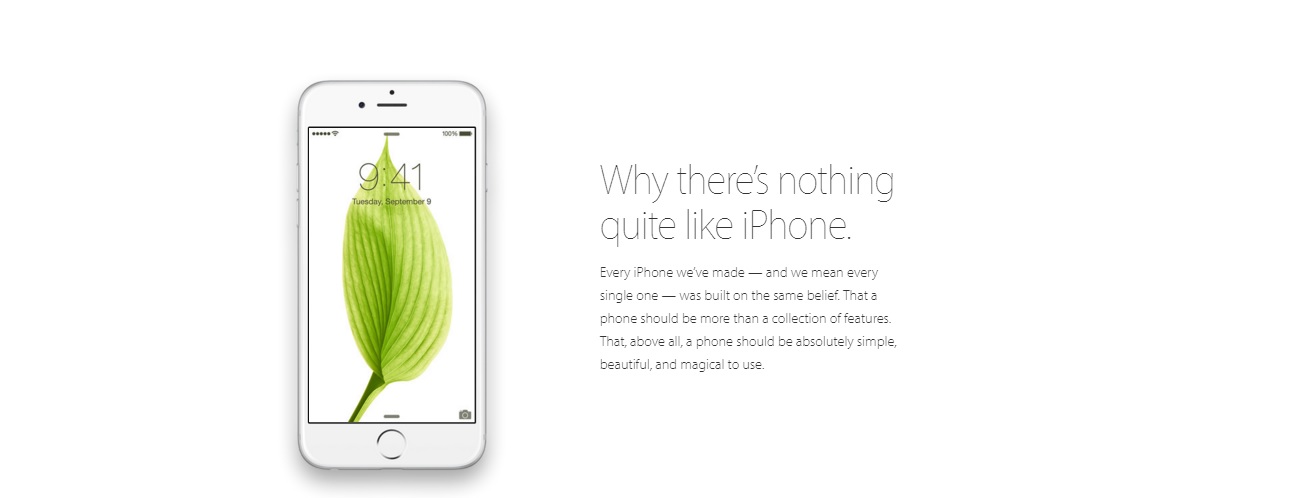 100%
9:41
Tuesday, September 9
Why there’s nothing
quite like iPhone.
Every iPhone we’ve made — and we mean every
single one — was built on the same belief. That a
phone should be more than a collection of features.
That, above all, a phone should be absolutely simple,
beautiful, and magical to use.